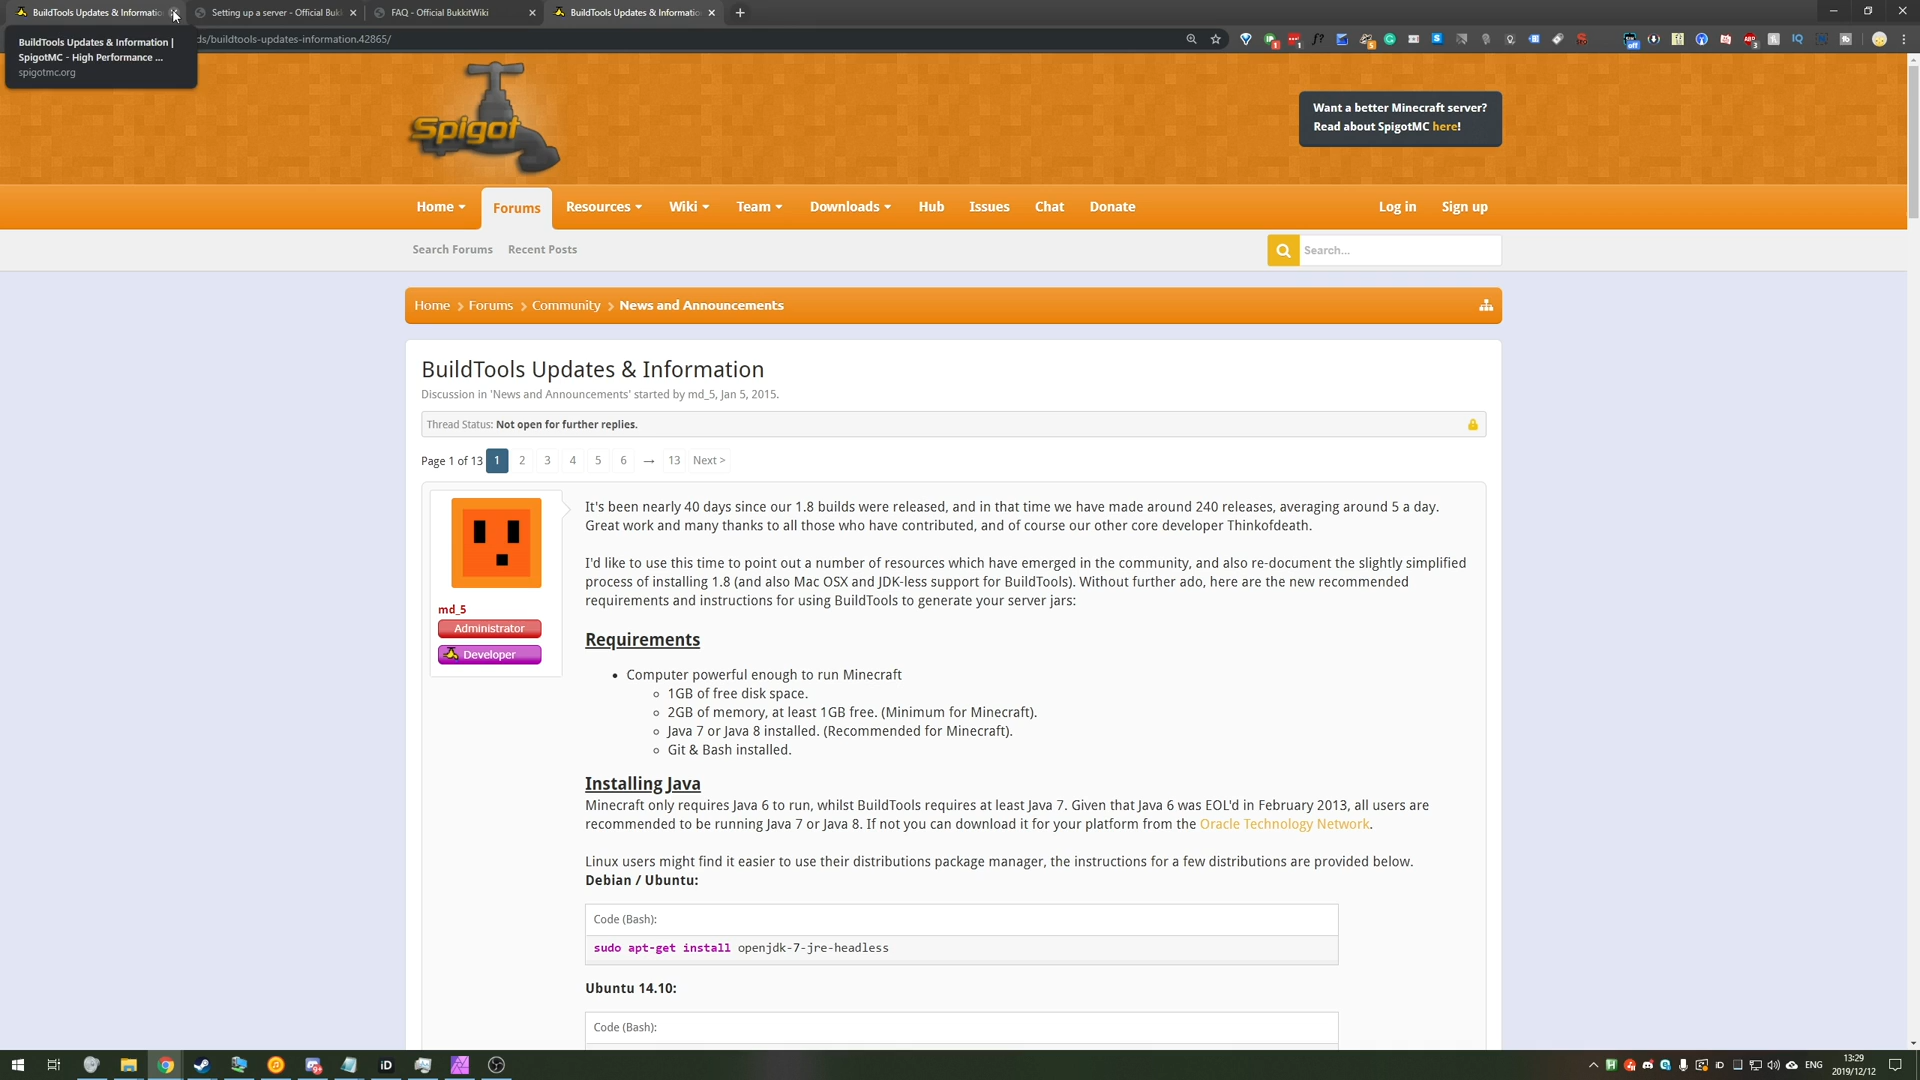 BuildTools Updates & Informatio
Setting up a server - Official Buk
FAQ - Official BukkitWiki
BuildTools Updates & Informatio
BuildTools Updates & Information |
SpigotMC - High Performance ...
spigotmc.org
ds/buildtools-updates-information.42865/
Spigot
Want a better Minecraft server?
Read about SpigotMC here!
Home
Forums
Resources
Wiki
Team
Downloads
Hub
Issues
Chat
Donate
Log in
Sign up
Search Forums
Recent Posts
Search...
Home > Forums > Community > News and Announcements
BuildTools Updates & Information
Discussion in 'News and Announcements' started by md_5, Jan 5, 2015.
Thread Status: Not open for further replies.
Page 1 of 13 1 2 3 4 5 6 → 13 Next >
md_5
Administrator
Developer
It's been nearly 40 days since our 1.8 builds were released, and in that time we have made around 240 releases, averaging around 5 a day.
Great work and many thanks to all those who have contributed, and of course our other core developer Thinkofdeath.
I'd like to use this time to point out a number of resources which have emerged in the community, and also re-document the slightly simplified
process of installing 1.8 (and also Mac OSX and JDK-less support for BuildTools). Without further ado, here are the new recommended
requirements and instructions for using BuildTools to generate your server jars:
Requirements
Computer powerful enough to run Minecraft
1GB of free disk space.
2GB of memory, at least 1GB free. (Minimum for Minecraft).
Java 7 or Java 8 installed. (Recommended for Minecraft).
Git & Bash installed.
Installing Java
Minecraft only requires Java 6 to run, whilst BuildTools requires at least Java 7. Given that Java 6 was EOL'd in February 2013, all users are
recommended to be running Java 7 or Java 8. If not you can download it for your platform from the Oracle Technology Network.
Linux users might find it easier to use their distributions package manager, the instructions for a few distributions are provided below.
Debian / Ubuntu:
Code (Bash):
sudo apt-get install openjdk-7-jre-headless
Ubuntu 14.10:
Code (Bash):
ENG
13:29
2019/12/12